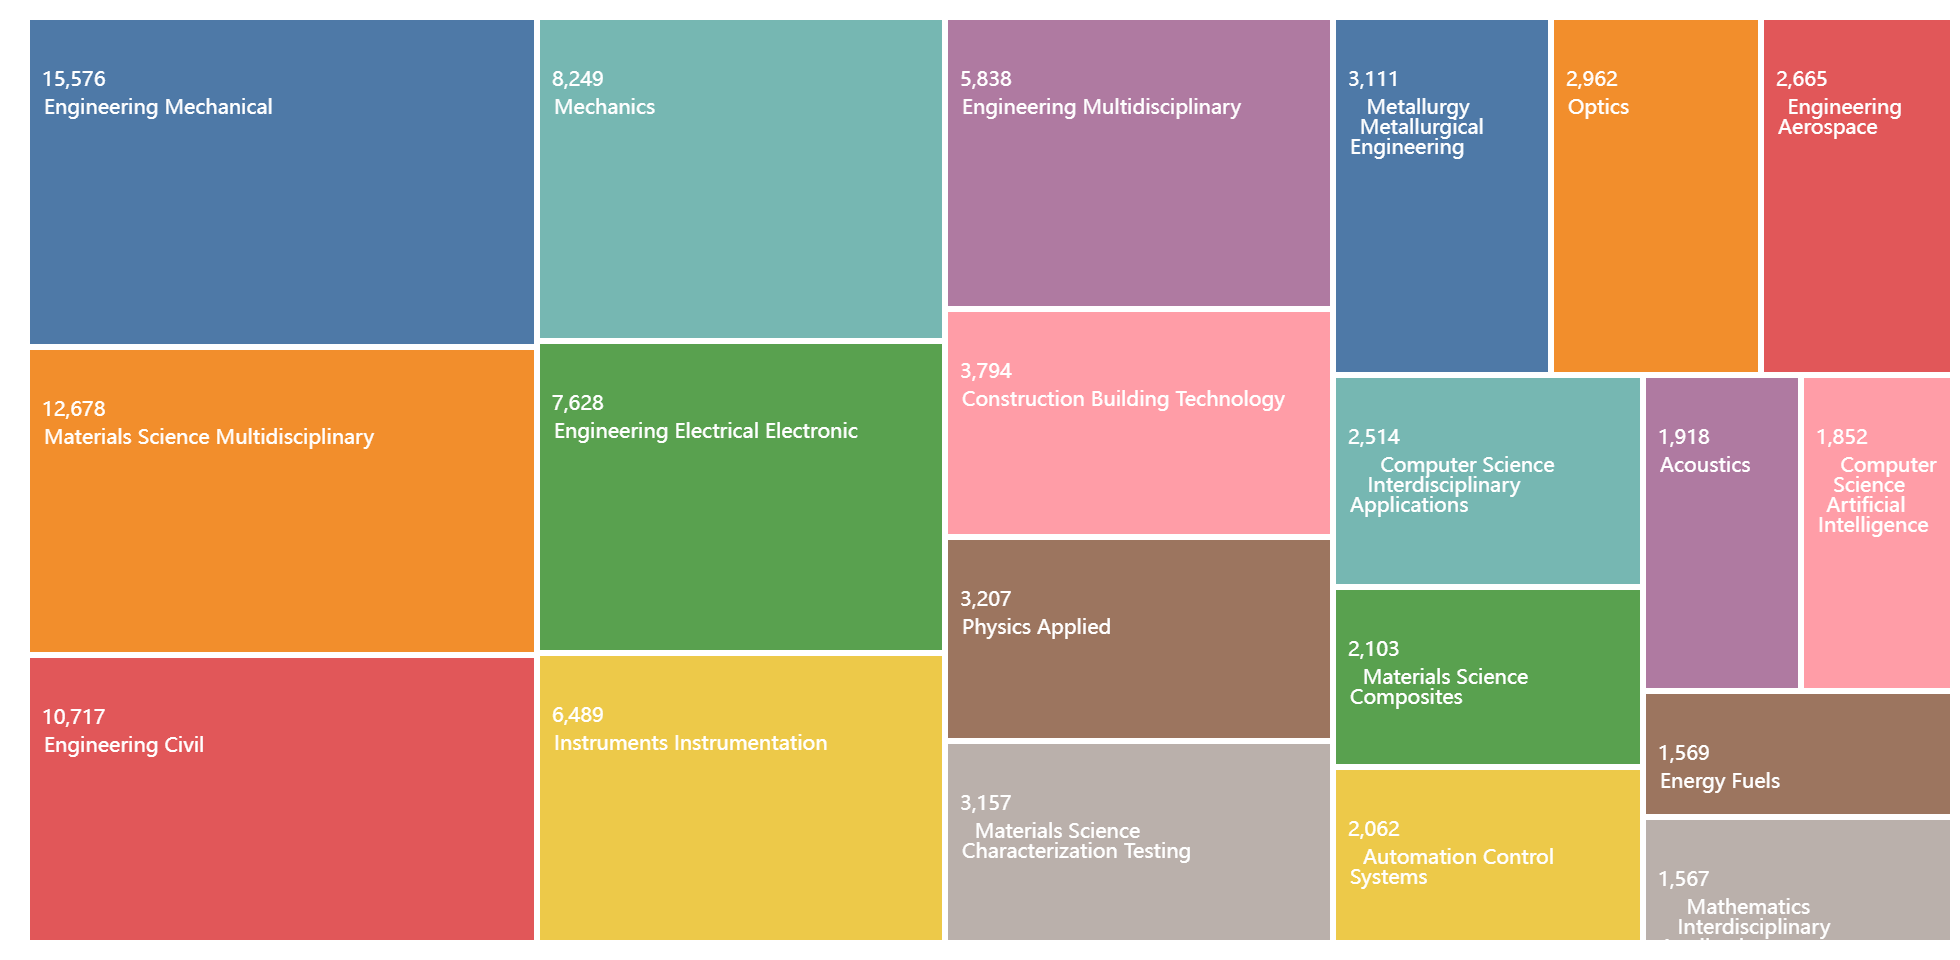 15,576
Engineering Mechanical
12,678
Materials Science Multidisciplinary
10,717
Engineering Civil
8,249
Mechanics
7,628
Engineering Electrical Electronic
6,489
Instruments Instrumentation
5,838
Engineering Multidisciplinary
3,794
Construction Building Technology
3,207
Physics Applied
3,157
Materials Science
Characterization Testing
3,111
Metallurgy
Metallurgical
Engineering
2,962
Optics
2,665
Engineering
Aerospace
2,514
Computer Science
Interdisciplinary
Applications
2,103
Materials Science
Composites
2,062
Automation Control
Systems
1,918
Acoustics
1,852
Computer
Science
Artificial
Intelligence
1,569
Energy Fuels
1,567
Mathematics
Interdisciplinary